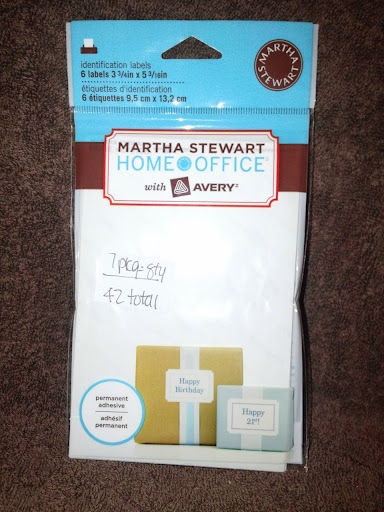 identification labels
6 labels 3 3/4in x 5 3/16in
étiquettes d'identification
6 étiquettes 9,5 cm x 13,2 cm
MARTHA STEWART
MARTHA STEWART
HOME OFFICE
with AVERY
7 pkg-qty
42 total
permanent
adhesive
adhésif
permanent
Happy
Birthday
Happy
21st!